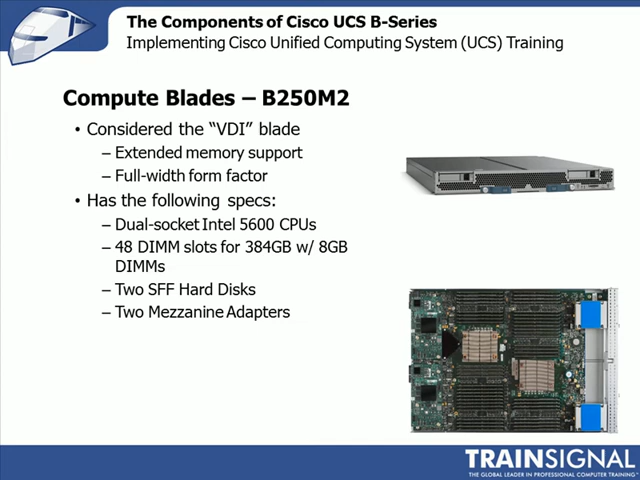 The Components of Cisco UCS B-Series
Implementing Cisco Unified Computing System (UCS) Training
Compute Blades – B250M2
• Considered the “VDI” blade
– Extended memory support
– Full-width form factor
• Has the following specs:
– Dual-socket Intel 5600 CPUs
– 48 DIMM slots for 384GB w/ 8GB
DIMMs
– Two SFF Hard Disks
– Two Mezzanine Adapters
TRAINSIGNAL
THE GLOBAL LEADER IN PROFESSIONAL COMPUTER TRAINING